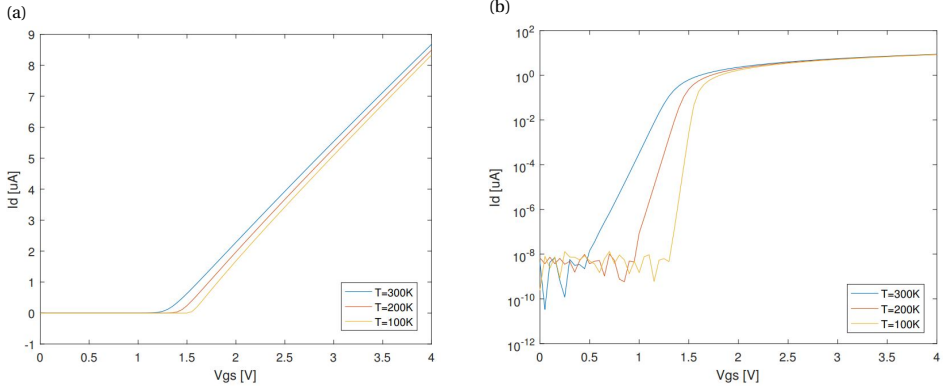 (a)
9
8
7
6
5
4
3
2
1
0
-1
Id [uA]
0 0.5 1 1.5 2 2.5 3 3.5 4
Vgs [V]
T=300K
T=200K
T=100K
(b)
10^2
10^0
10^-2
10^-4
10^-6
10^-8
10^-10
10^-12
Id [uA]
0 0.5 1 1.5 2 2.5 3 3.5 4
Vgs [V]
T=300K
T=200K
T=100K